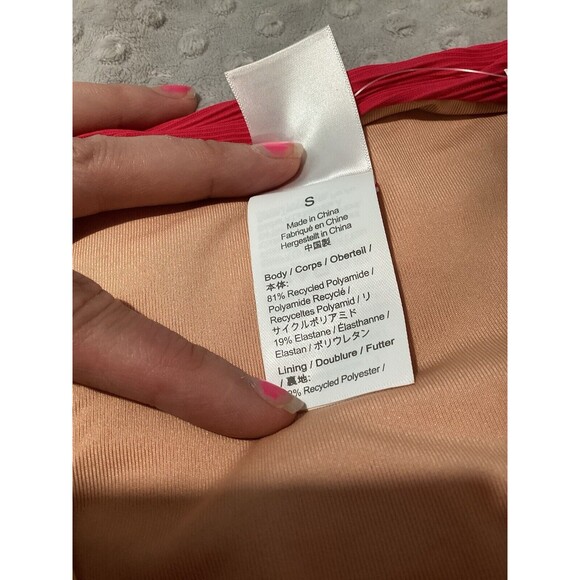 S
Made in China
Fabriqué en Chine
Hergestellt in China
中国製
Body / Corps / Obertell /
本体:
81% Recycled Polyamide /
Polyamide Recyclé /
Recyceltes Polyamid / リ
サイクルポリアミド
19% Elastane / Élasthanne /
Elastan / ポリウレタン
Lining / Doublure / Futter
/ 裏地:
Recycled Polyester /